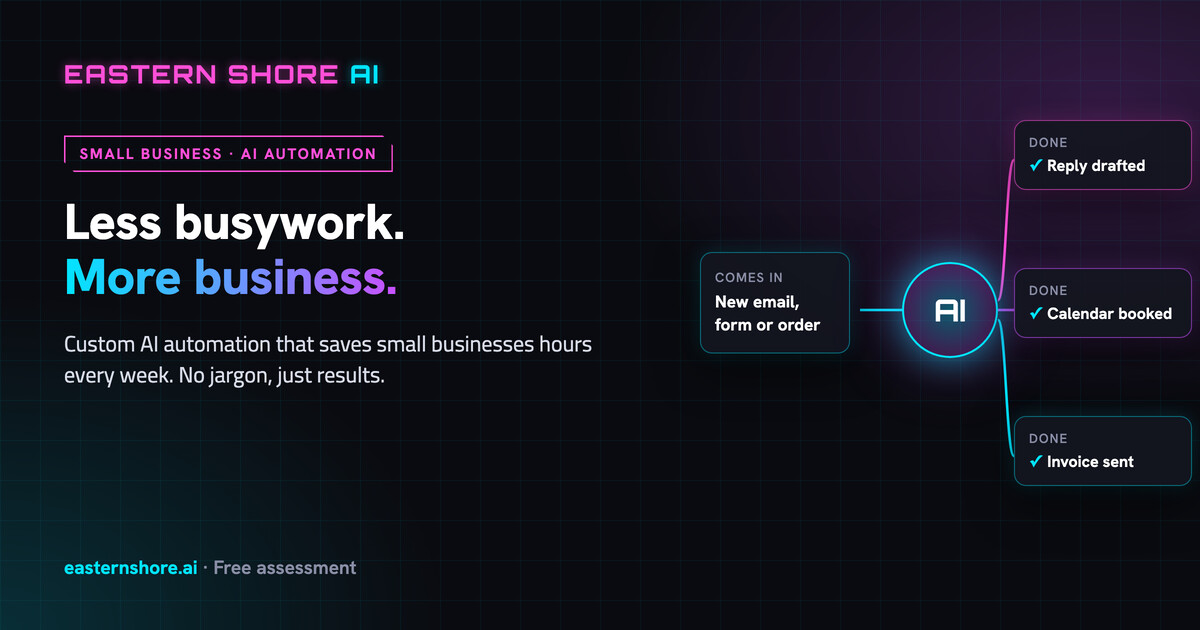 EASTERN SHORE AI
SMALL BUSINESS · AI AUTOMATION
Less busywork.
More business.
Custom AI automation that saves small businesses hours
every week. No jargon, just results.
easternshore.ai · Free assessment
COMES IN
New email,
form or order
AI
DONE
✓ Reply drafted
DONE
✓ Calendar booked
DONE
✓ Invoice sent